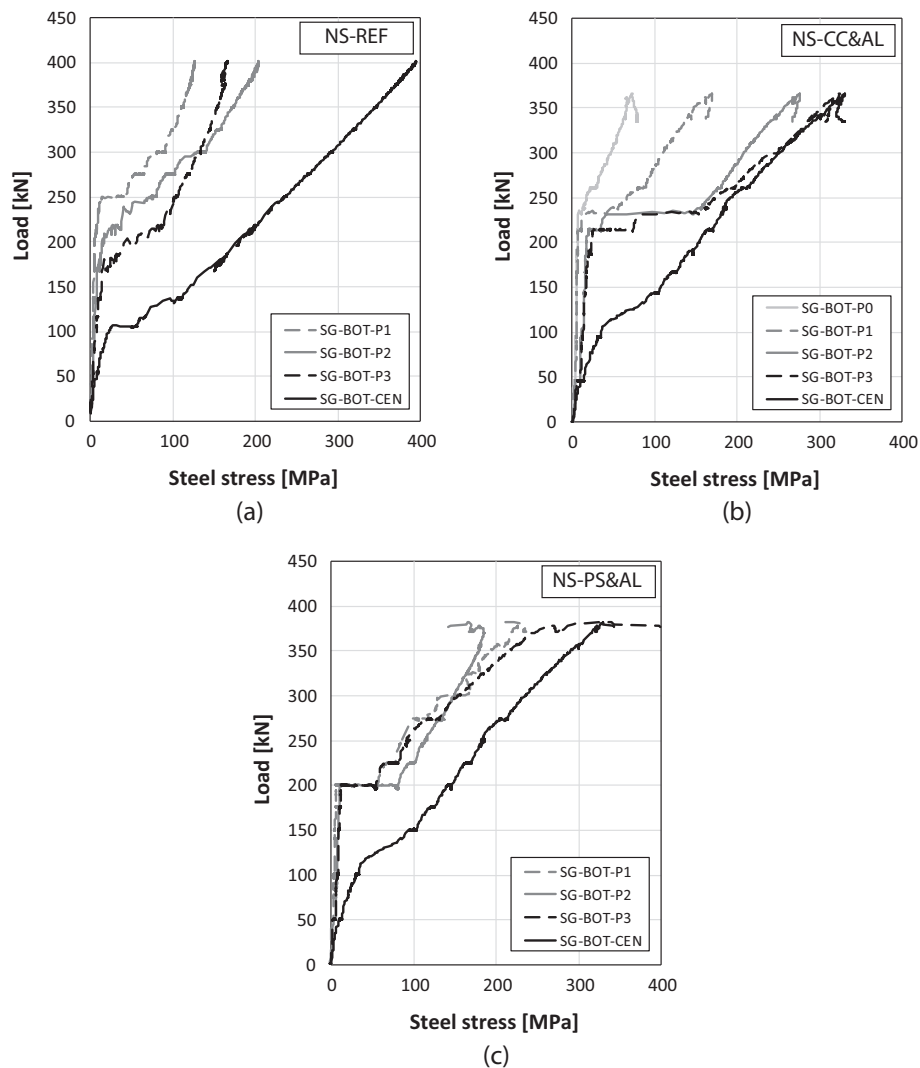 450
400
350
300
250
200
150
100
50
0
Load [kN]
NS-REF
SG-BOT-P1
SG-BOT-P2
SG-BOT-P3
SG-BOT-CEN
0 100 200 300 400
Steel stress [MPa]
(a)
450
400
350
300
250
200
150
100
50
0
Load [kN]
NS-CC&AL
SG-BOT-P0
SG-BOT-P1
SG-BOT-P2
SG-BOT-P3
SG-BOT-CEN
0 100 200 300 400
Steel stress [MPa]
(b)
450
400
350
300
250
200
150
100
50
0
Load [kN]
NS-PS&AL
SG-BOT-P1
SG-BOT-P2
SG-BOT-P3
SG-BOT-CEN
0 100 200 300 400
Steel stress [MPa]
(c)